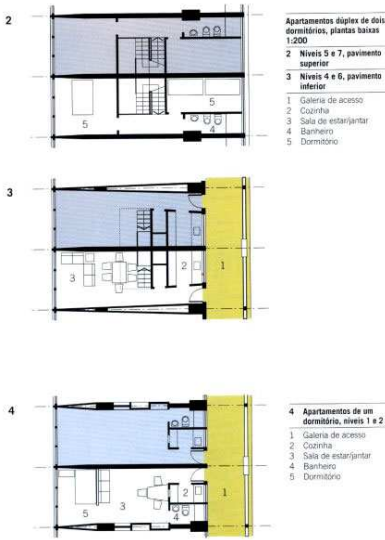 2
Apartamentos dúplex de dois
dormitórios, plantas baixas
1:200
2 Níveis 5 e 7, pavimento
superior
3 Níveis 4 e 6, pavimento
inferior
1 Galeria de acesso
2 Cozinha
3 Sala de estar/jantar
4 Banheiro
5 Dormitório
5
5
4
3
3
2
1
4
4 Apartamentos de um
dormitório, níveis 1 e 2
1 Galeria de acesso
2 Cozinha
3 Sala de estar/jantar
4 Banheiro
5 Dormitório
5
3
2
4
1